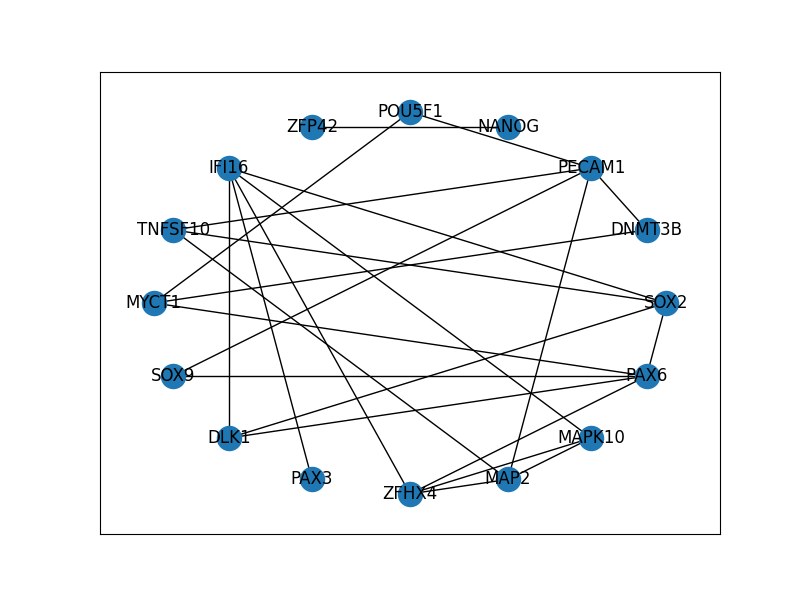 POU5F1
ZFP42
NANOG
IFI16
PECAM1
TNFSF10
DNMT3B
MYCT1
SOX2
SOX9
PAX6
DLK1
MAPK10
PAX3
MAP2
ZFHX4